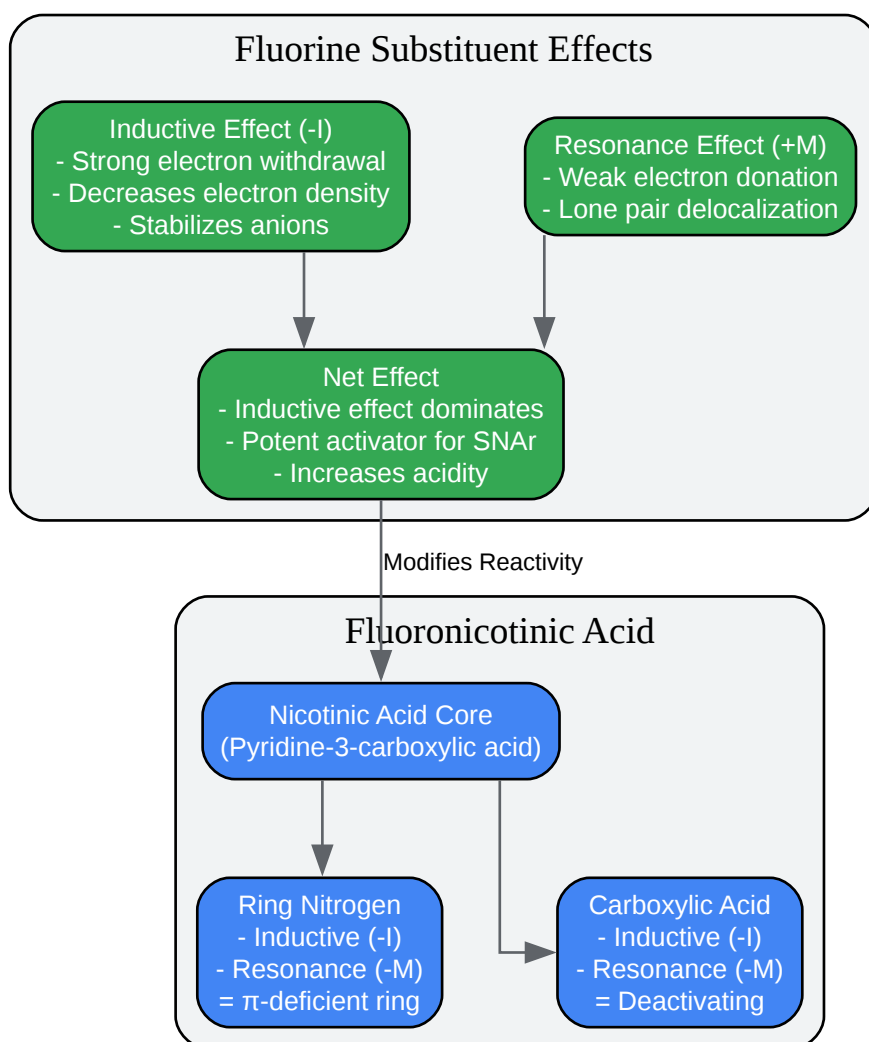 Fluorine Substituent Effects
Inductive Effect (-I)
- Strong electron withdrawal
- Decreases electron density
- Stabilizes anions
Resonance Effect (+M)
- Weak electron donation
- Lone pair delocalization
Net Effect
- Inductive effect dominates
- Potent activator for SNAr
- Increases acidity
Modifies Reactivity
Fluoronicotinic Acid
Nicotinic Acid Core
(Pyridine-3-carboxylic acid)
Ring Nitrogen
- Inductive (-I)
- Resonance (-M)
= π-deficient ring
Carboxylic Acid
- Inductive (-I)
- Resonance (-M)
= Deactivating